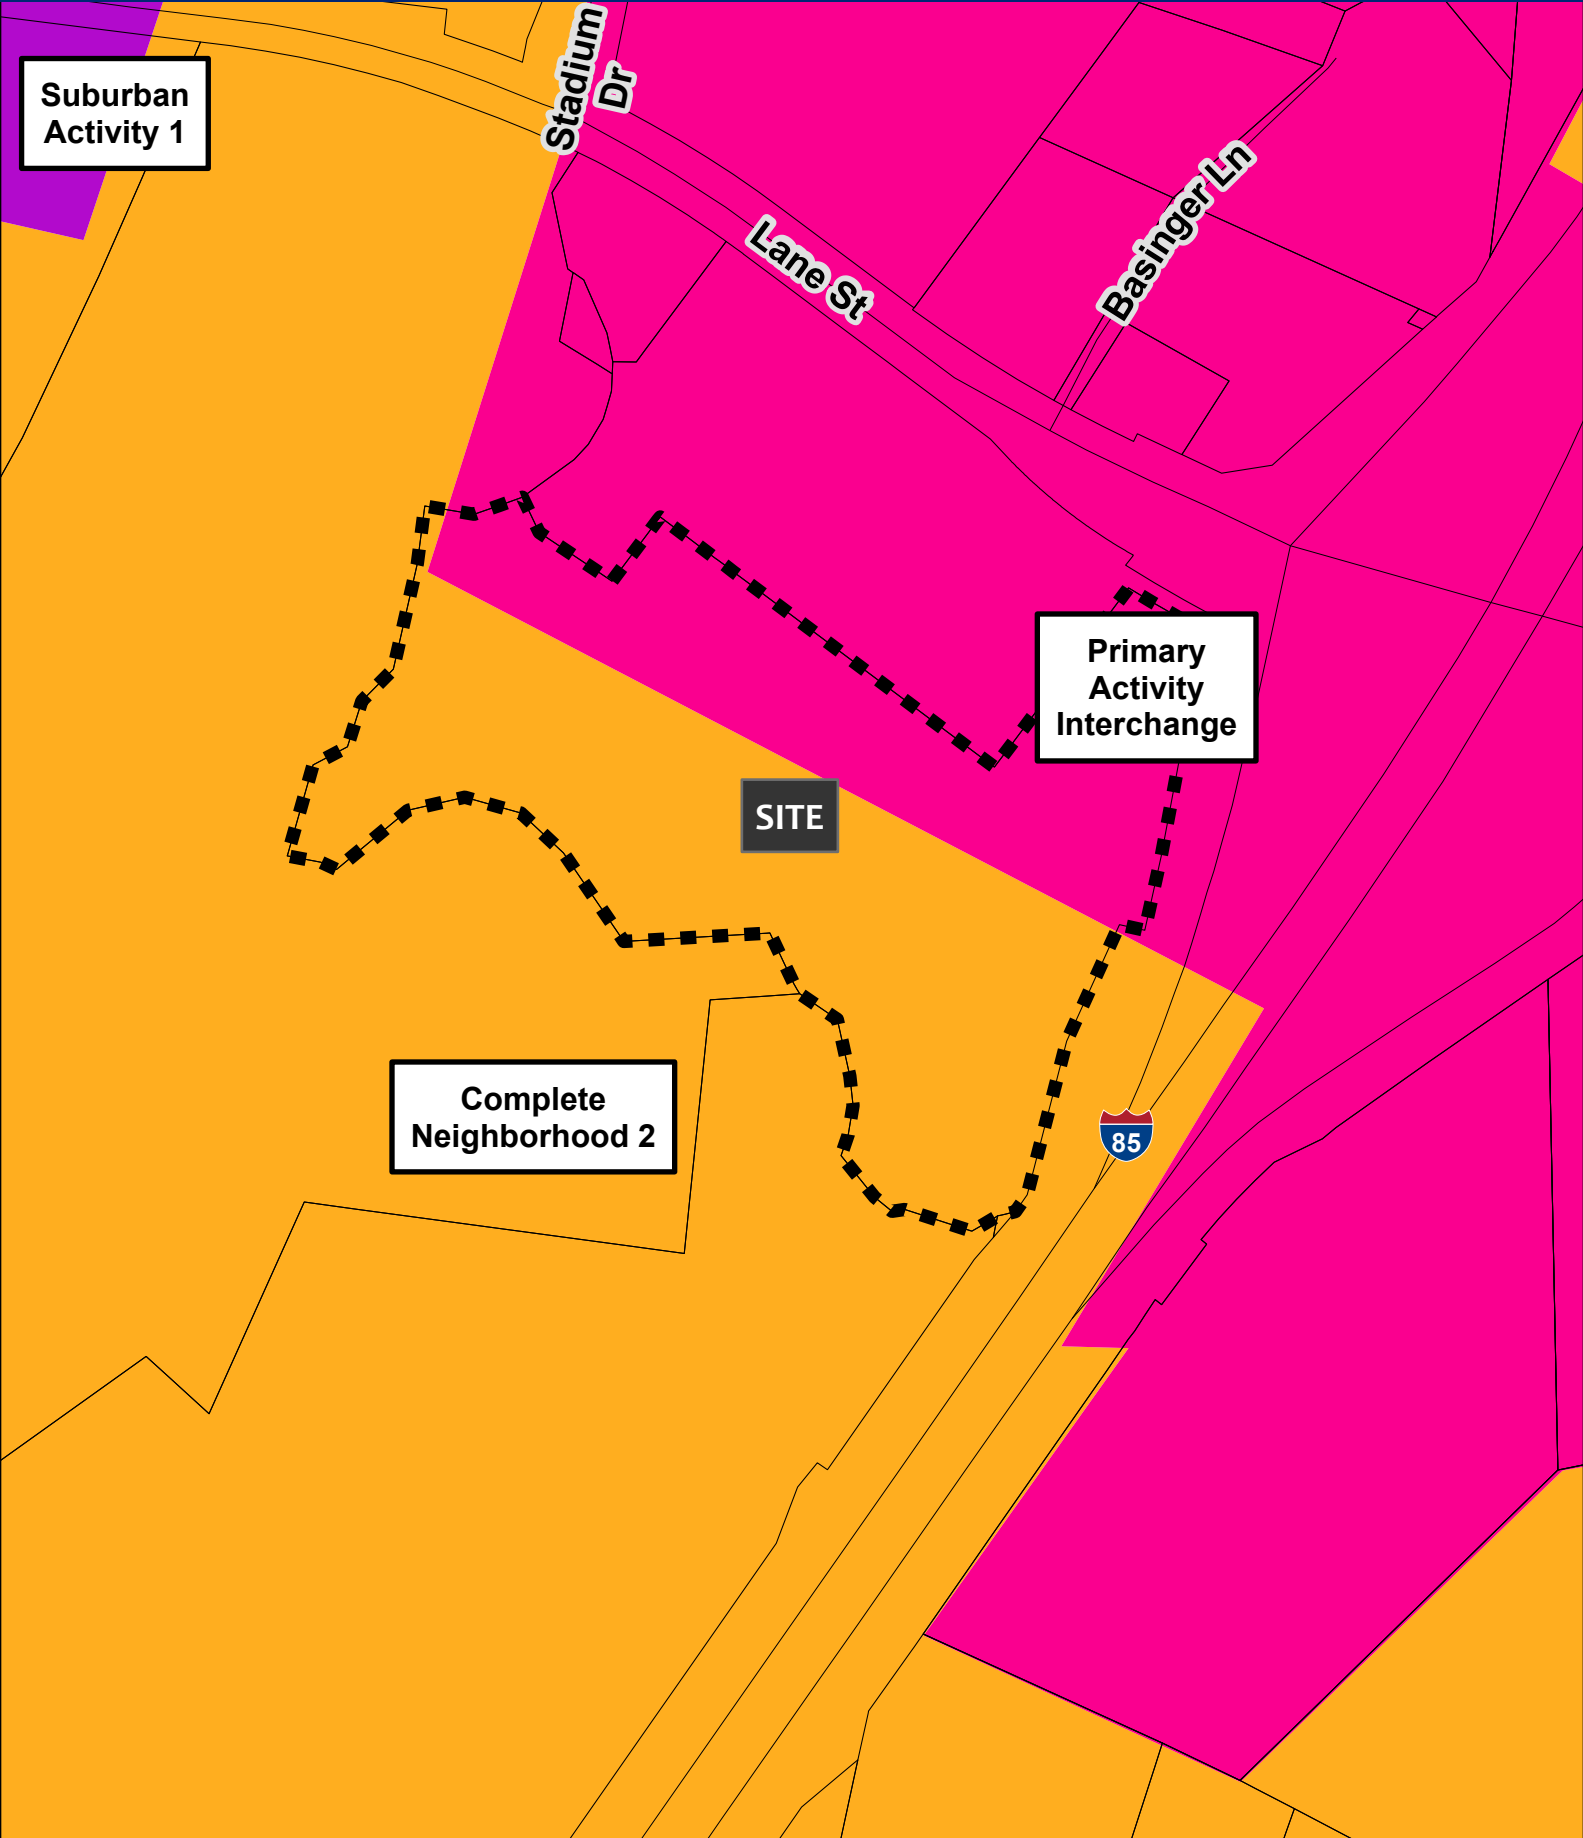 Stadium
Dr
Suburban
Activity 1
Basinger Ln
Lane St
Primary
Activity
Interchange
SITE
Complete
Neighborhood 2
85